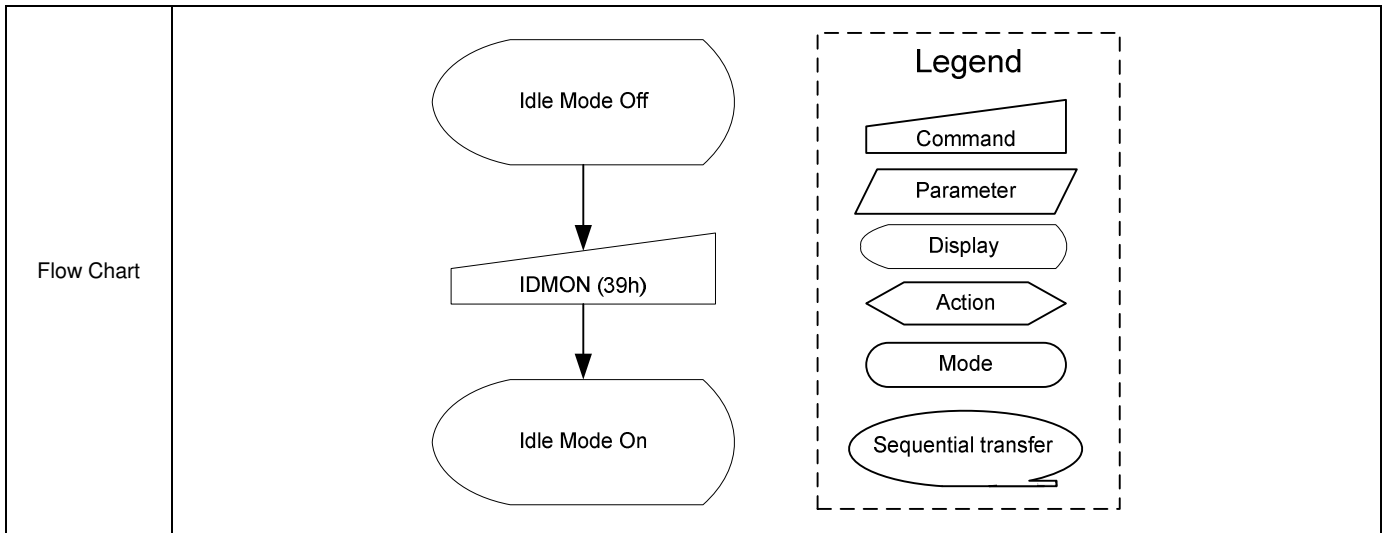 Flow Chart
Idle Mode Off
IDMON (39h)
Idle Mode On
Legend
Command
Parameter
Display
Action
Mode
Sequential transfer